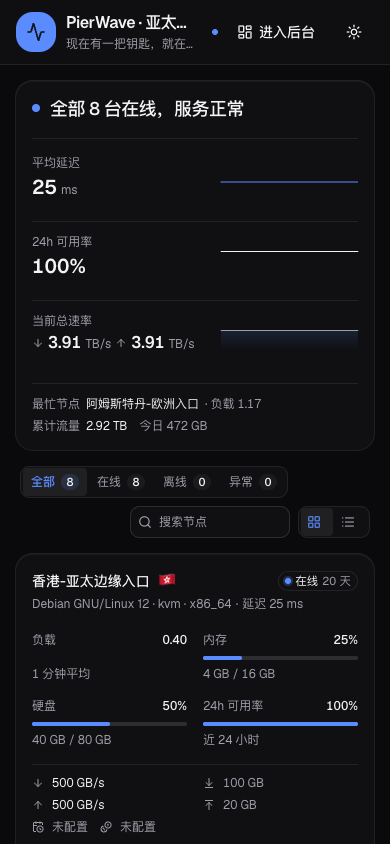 PierWave · 亚太...
现在有一把钥匙，就在...
进入后台
全部 8 台在线，服务正常
平均延迟
25 ms
24h 可用率
100%
当前总速率
↓ 3.91 TB/s ↑ 3.91 TB/s
最忙节点 阿姆斯特丹-欧洲入口 · 负载 1.17
累计流量 2.92 TB 今日 472 GB
全部 8 在线 8 离线 0 异常 0
搜索节点
香港-亚太边缘入口 🇭🇰 在线 20 天
Debian GNU/Linux 12 · kvm · x86_64 · 延迟 25 ms
负载 0.40 内存 25%
1 分钟平均 4 GB / 16 GB
硬盘 50% 24h 可用率 100%
40 GB / 80 GB 近 24 小时
↓ 500 GB/s 100 GB
↑ 500 GB/s 20 GB
未配置 未配置